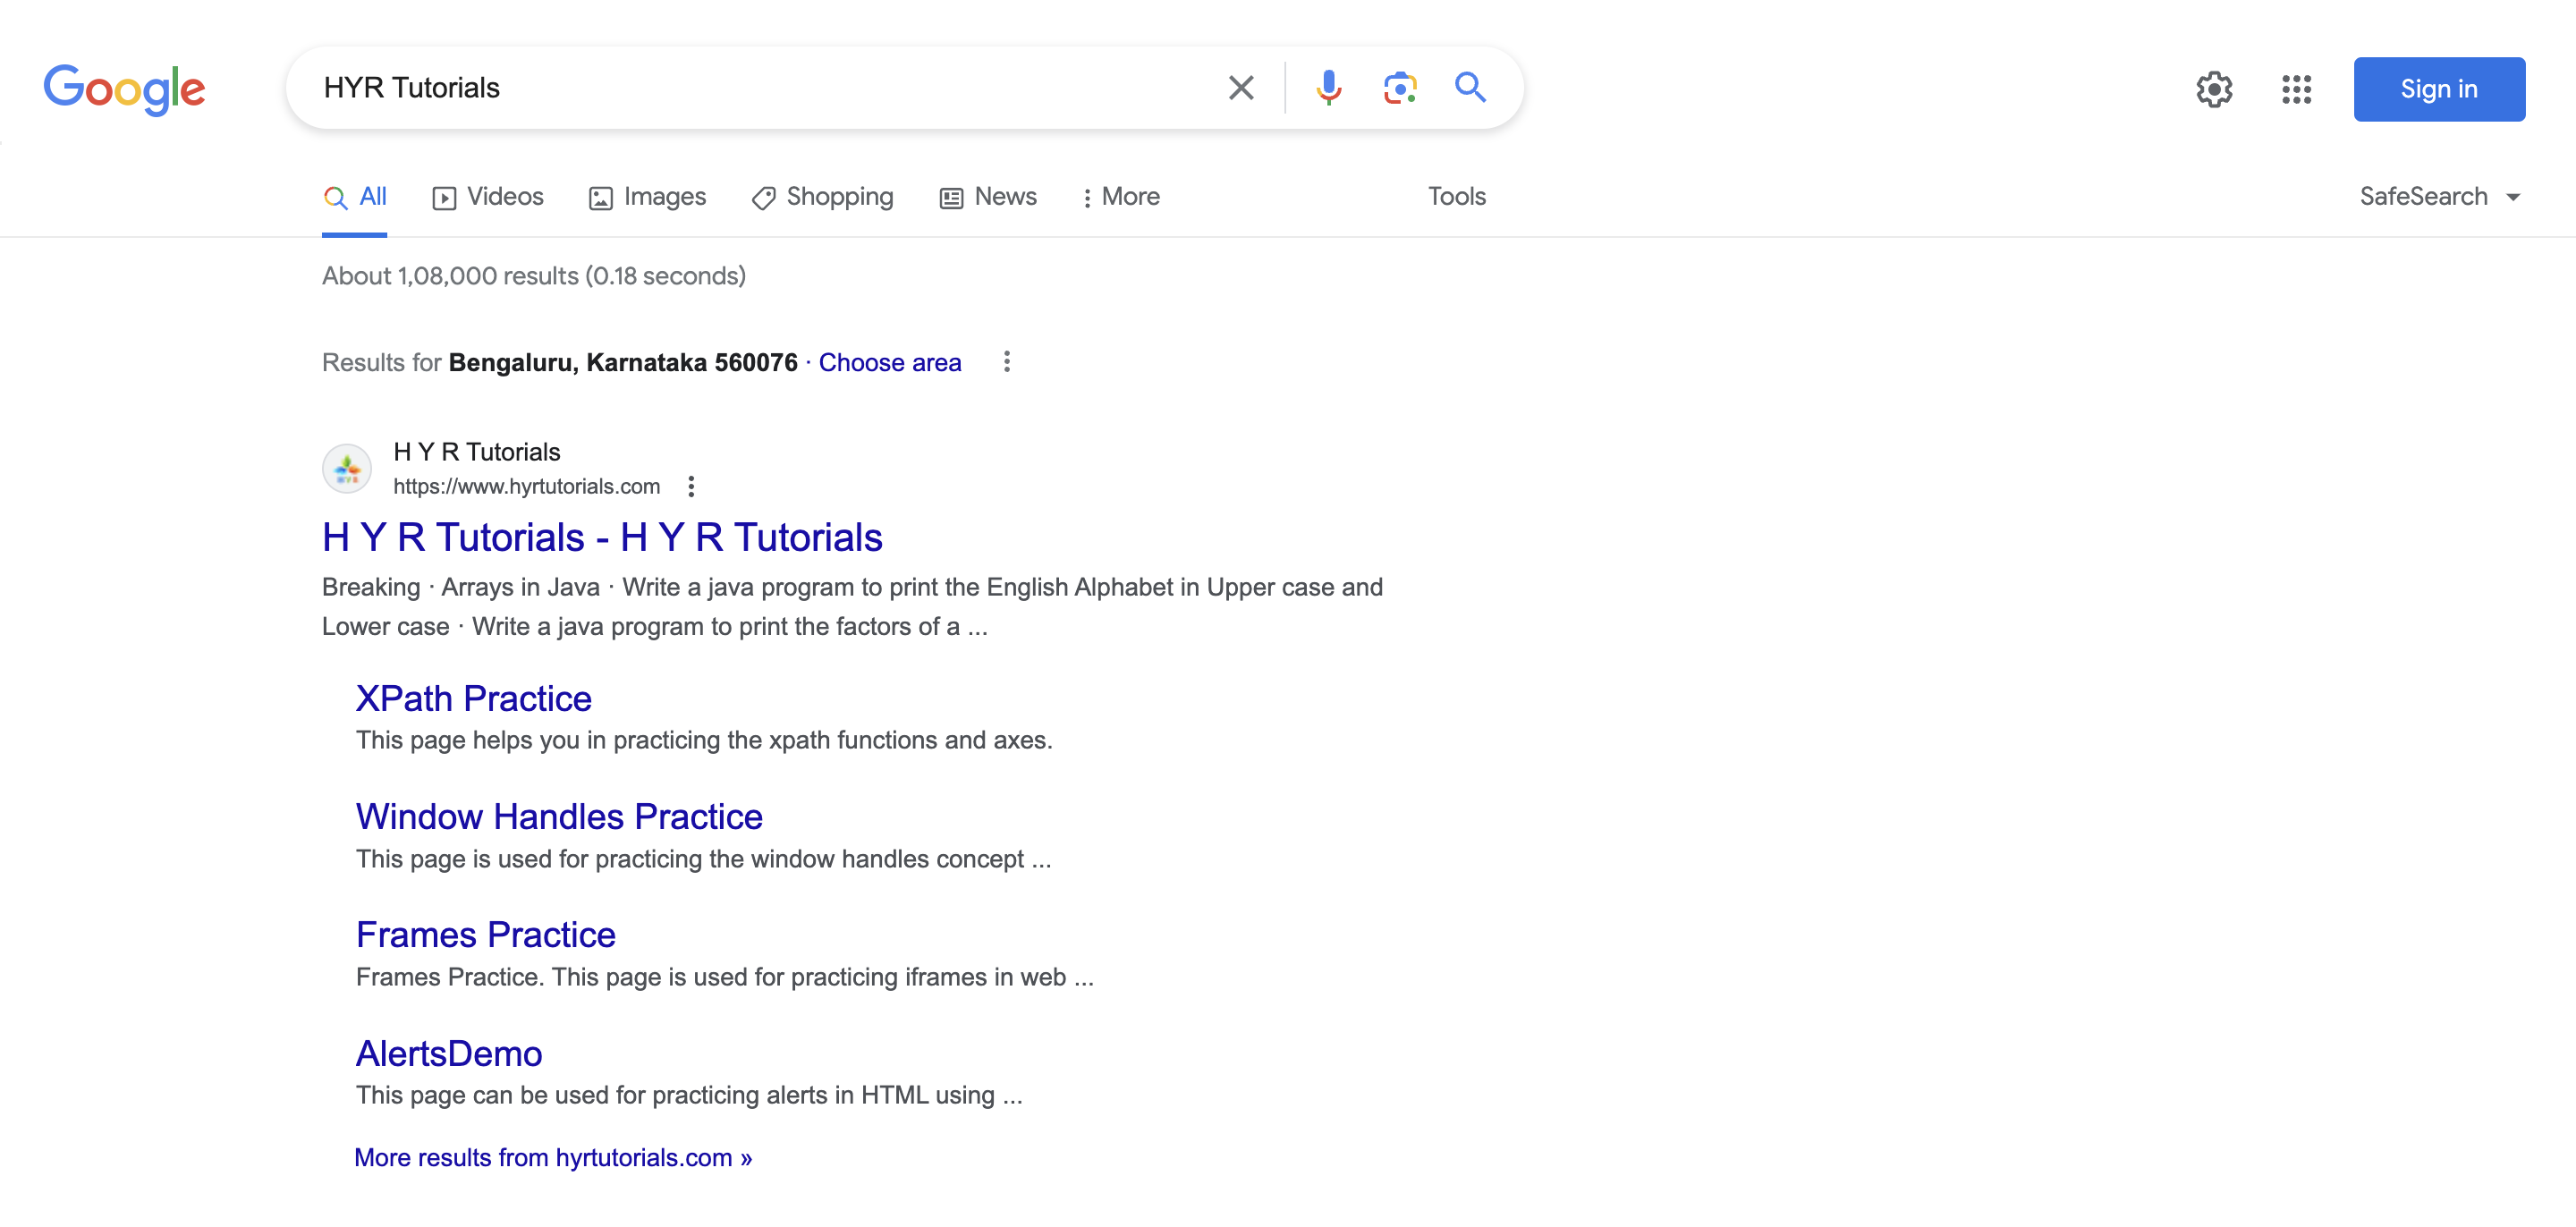 Google
HYR Tutorials
Sign in
All Videos Images Shopping News More Tools SafeSearch
About 1,08,000 results (0.18 seconds)
Results for Bengaluru, Karnataka 560076 · Choose area
H Y R Tutorials
https://www.hyrtutorials.com
H Y R Tutorials - H Y R Tutorials
Breaking · Arrays in Java · Write a java program to print the English Alphabet in Upper case and
Lower case · Write a java program to print the factors of a ...
XPath Practice
This page helps you in practicing the xpath functions and axes.
Window Handles Practice
This page is used for practicing the window handles concept ...
Frames Practice
Frames Practice. This page is used for practicing iframes in web ...
AlertsDemo
This page can be used for practicing alerts in HTML using ...
More results from hyrtutorials.com »